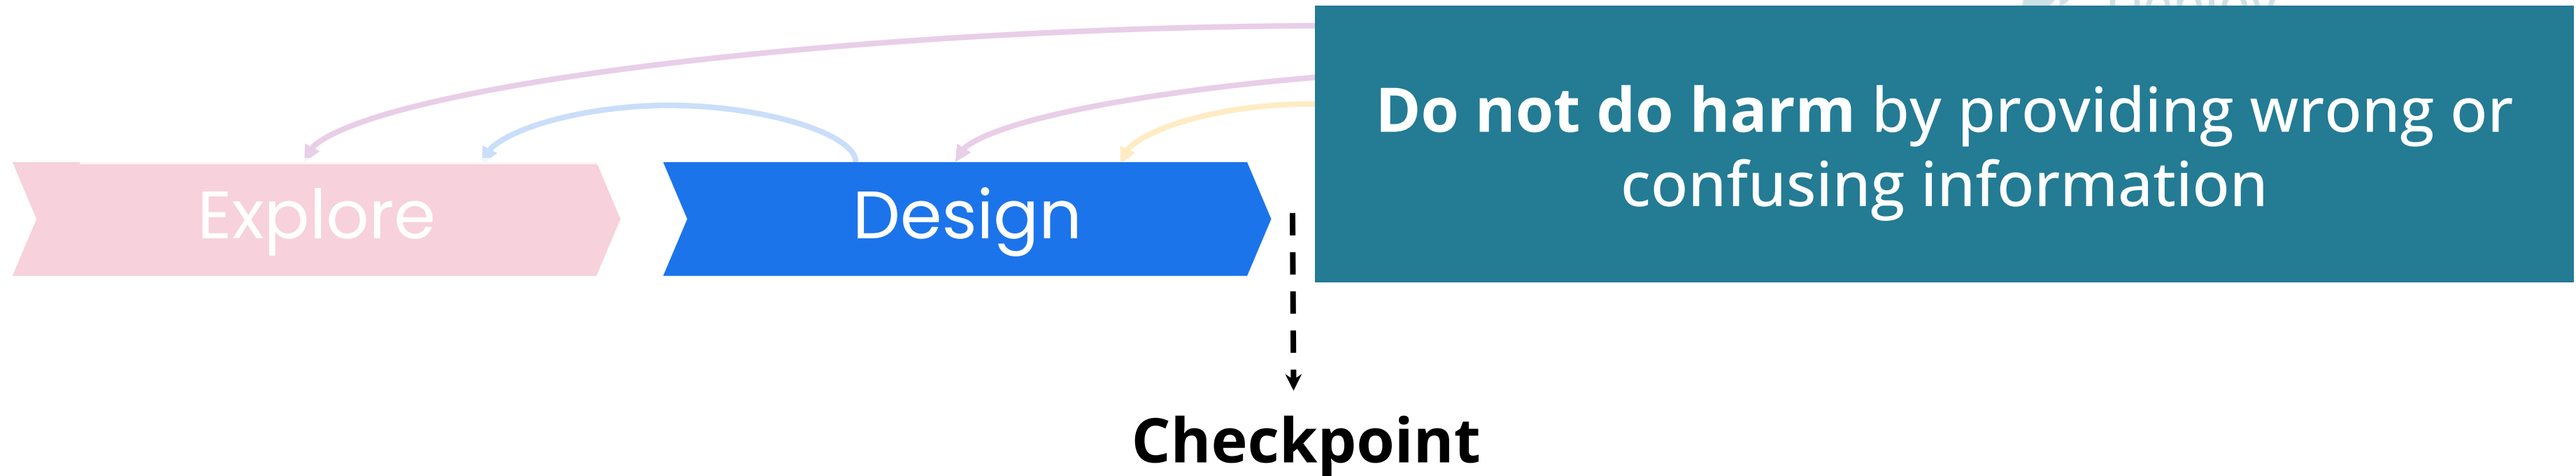 Do not do harm by providing wrong or
confusing information
Explore
Design
Checkpoint